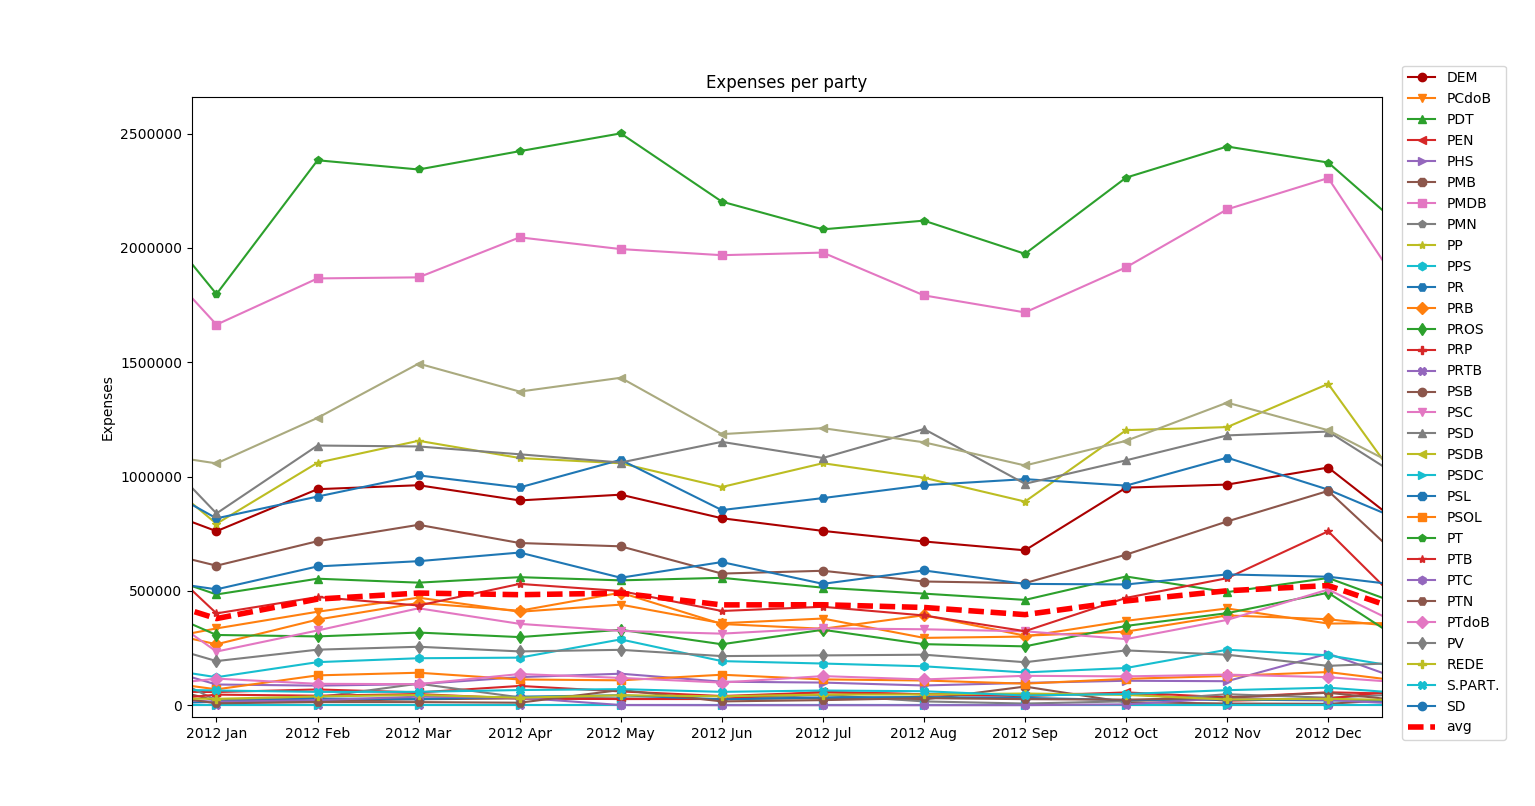 Expenses per party
Expenses
2500000
2000000
1500000
1000000
500000
0
2012 Jan
2012 Feb
2012 Mar
2012 Apr
2012 May
2012 Jun
2012 Jul
2012 Aug
2012 Sep
2012 Oct
2012 Nov
2012 Dec
DEM
PCdoB
PDT
PEN
PHS
PMB
PMDB
PMN
PP
PPS
PR
PRB
PROS
PRP
PRTB
PSB
PSC
PSD
PSDB
PSDC
PSL
PSOL
PT
PTB
PTC
PTN
PTdoB
PV
REDE
S.PART.
SD
avg